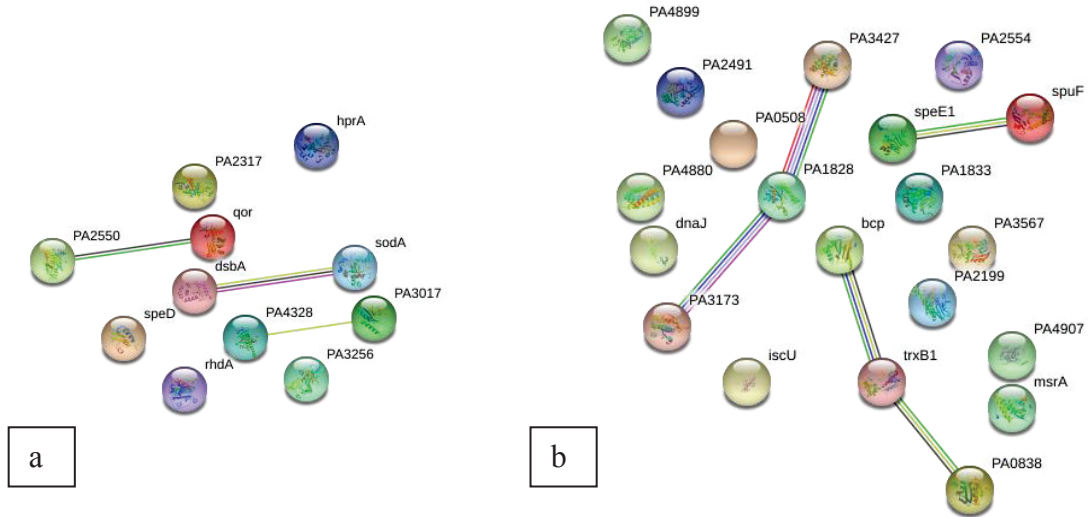 hprA
PA2317
qor
PA2550
dsbA
sodA
PA3017
speD
PA4328
rhdA
PA3256
a
PA4899
PA3427
PA2554
PA2491
spuF
speE1
PA0508
PA4880
PA1828
PA1833
dnaJ
bcp
PA3567
PA2199
PA3173
PA4907
iscU
trxB1
msrA
PA0838
b